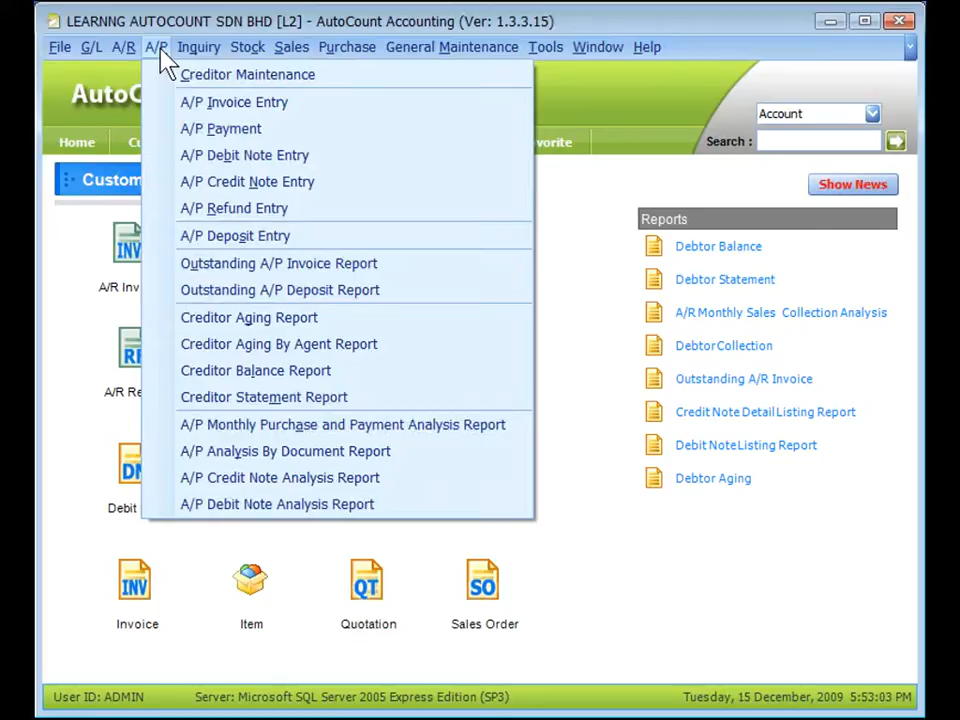 LEARNNG AUTOCOUNT SDN BHD [L2] - AutoCount Accounting (Ver: 1.3.3.15)
File G/L A/R A/P Inquiry Stock Sales Purchase General Maintenance Tools Window Help
Creditor Maintenance
A/P Invoice Entry
A/P Payment
A/P Debit Note Entry
A/P Credit Note Entry
A/P Refund Entry
A/P Deposit Entry
Outstanding A/P Invoice Report
Outstanding A/P Deposit Report
Creditor Aging Report
Creditor Aging By Agent Report
Creditor Balance Report
Creditor Statement Report
A/P Monthly Purchase and Payment Analysis Report
A/P Analysis By Document Report
A/P Credit Note Analysis Report
A/P Debit Note Analysis Report
Account
Search :
Home
Custom
Show News
Reports
Debtor Balance
Debtor Statement
A/R Monthly Sales Collection Analysis
Debtor Collection
Outstanding A/R Invoice
Credit Note Detail Listing Report
Debit Note Listing Report
Debtor Aging
INV
A/R Inv
A/R Re
Debit
INV
QT
SO
Invoice
Item
Quotation
Sales Order
User ID: ADMIN
Server: Microsoft SQL Server 2005 Express Edition (SP3)
Tuesday, 15 December, 2009 5:53:03 PM